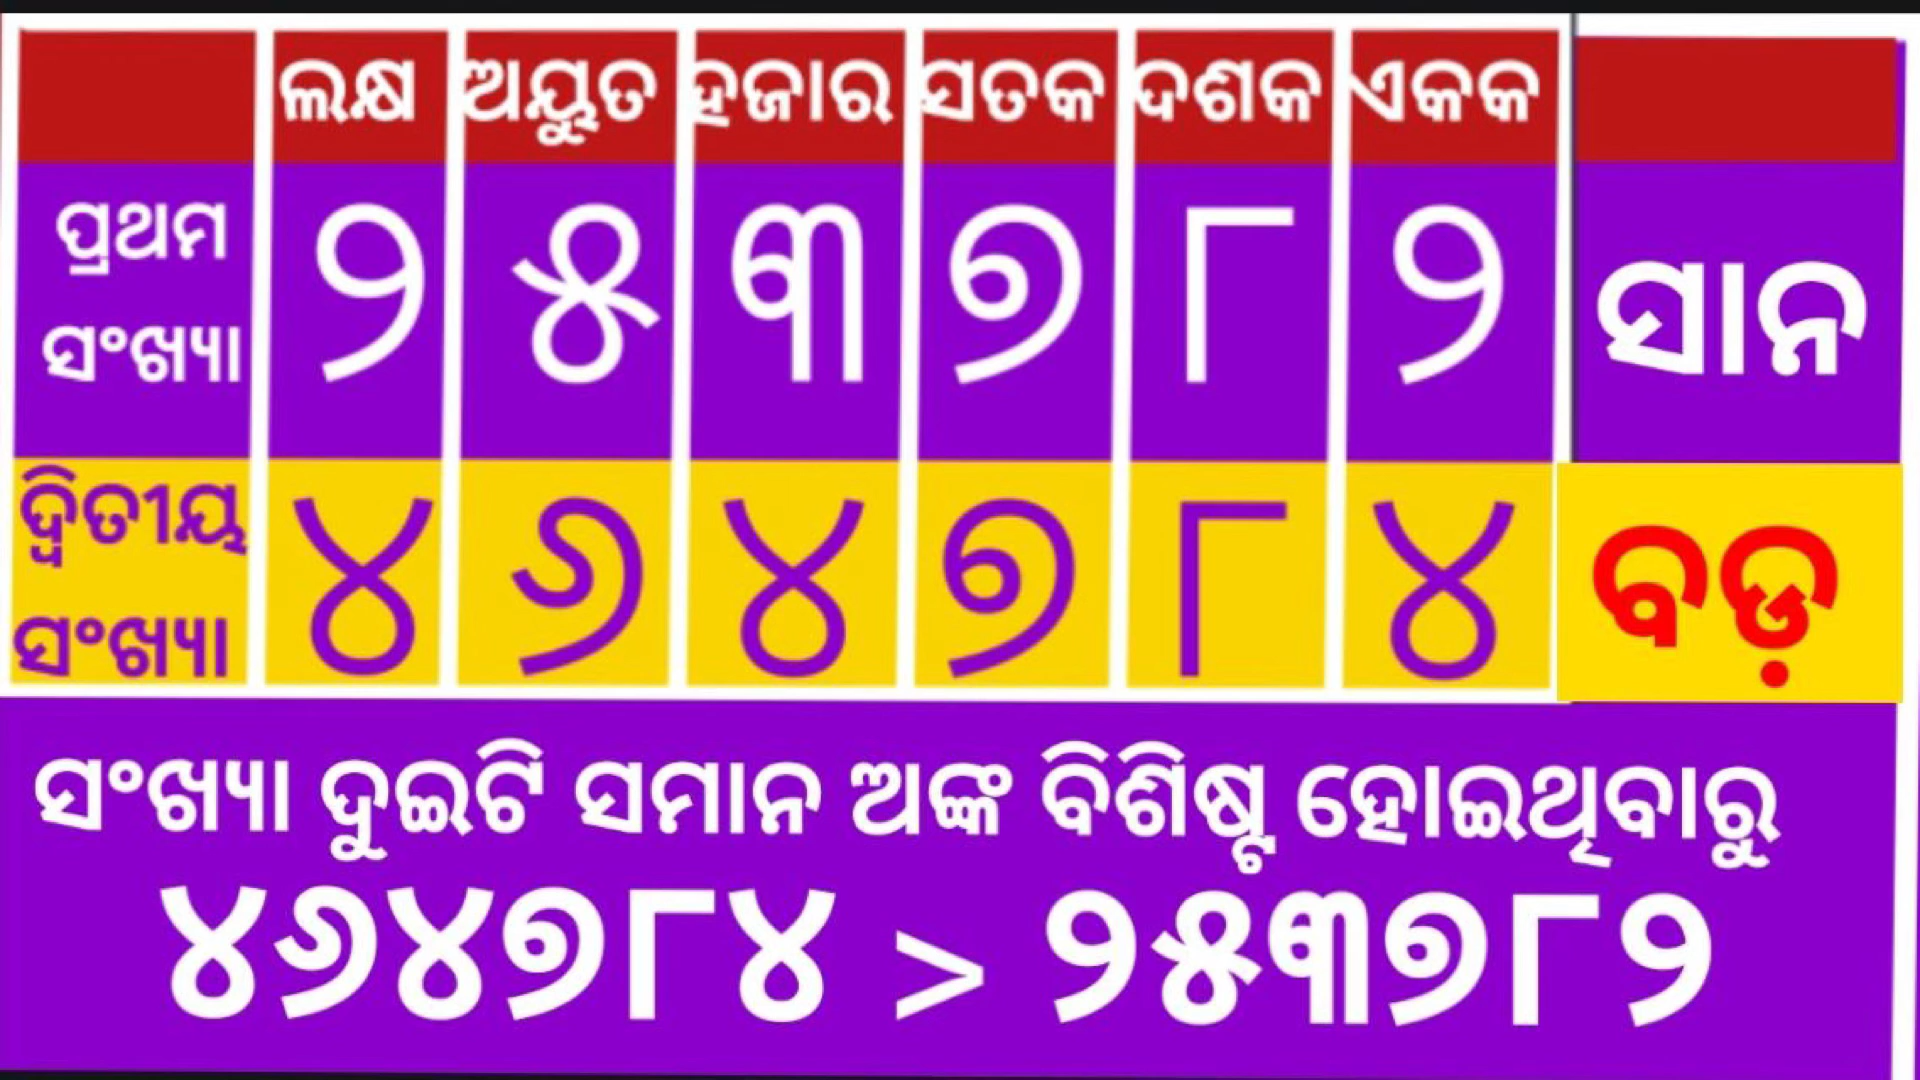 ଲକ୍ଷ ଅୟୁତ ହଜାର ସତକ ଦଶକ ଏକକ
ପ୍ରଥମ
ସଂଖ୍ୟା
୨ ୫ ୩ ୭ ୮ ୨
ସାନ
ଦ୍ଵିତୀୟ
ସଂଖ୍ୟା
୪ ୬ ୪ ୭ ୮ ୪
ବଡ଼
ସଂଖ୍ୟା ଦୁଇଟି ସମାନ ଅଙ୍କ ବିଶିଷ୍ଟ ହୋଇଥିବାରୁ
୪୬୪୭୮୪ > ୨୫୩୭୮୨